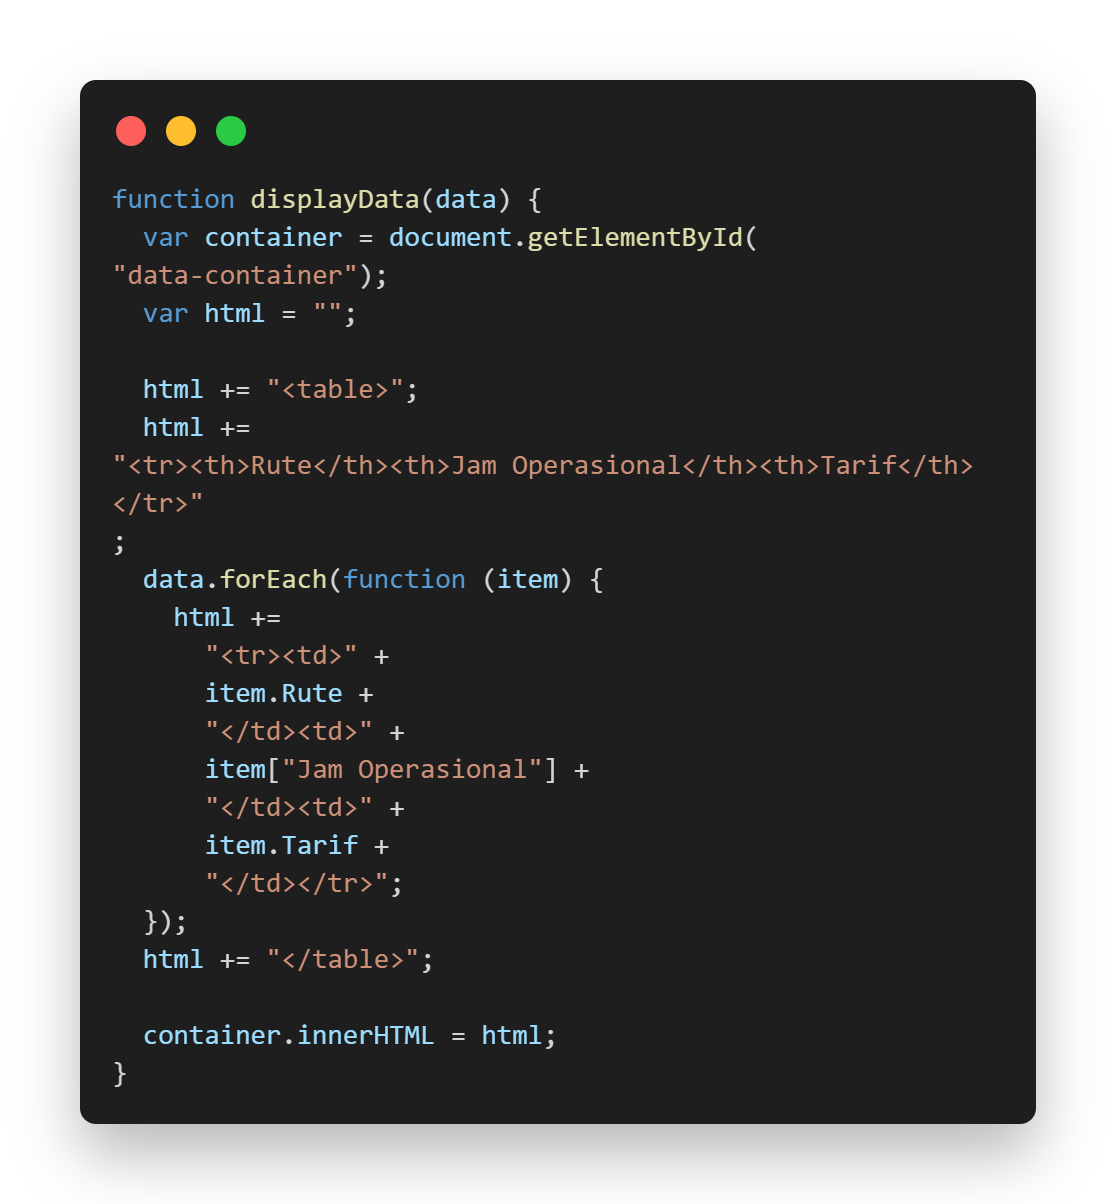 function displayData(data) {
  var container = document.getElementById(
"data-container");
  var html = "";

  html += "<table>";
  html +=
"<tr><th>Rute</th><th>Jam Operasional</th><th>Tarif</th>
</tr>"
;
  data.forEach(function (item) {
    html +=
      "<tr><td>" +
      item.Rute +
      "</td><td>" +
      item["Jam Operasional"] +
      "</td><td>" +
      item.Tarif +
      "</td></tr>";
  });
  html += "</table>";

  container.innerHTML = html;
}